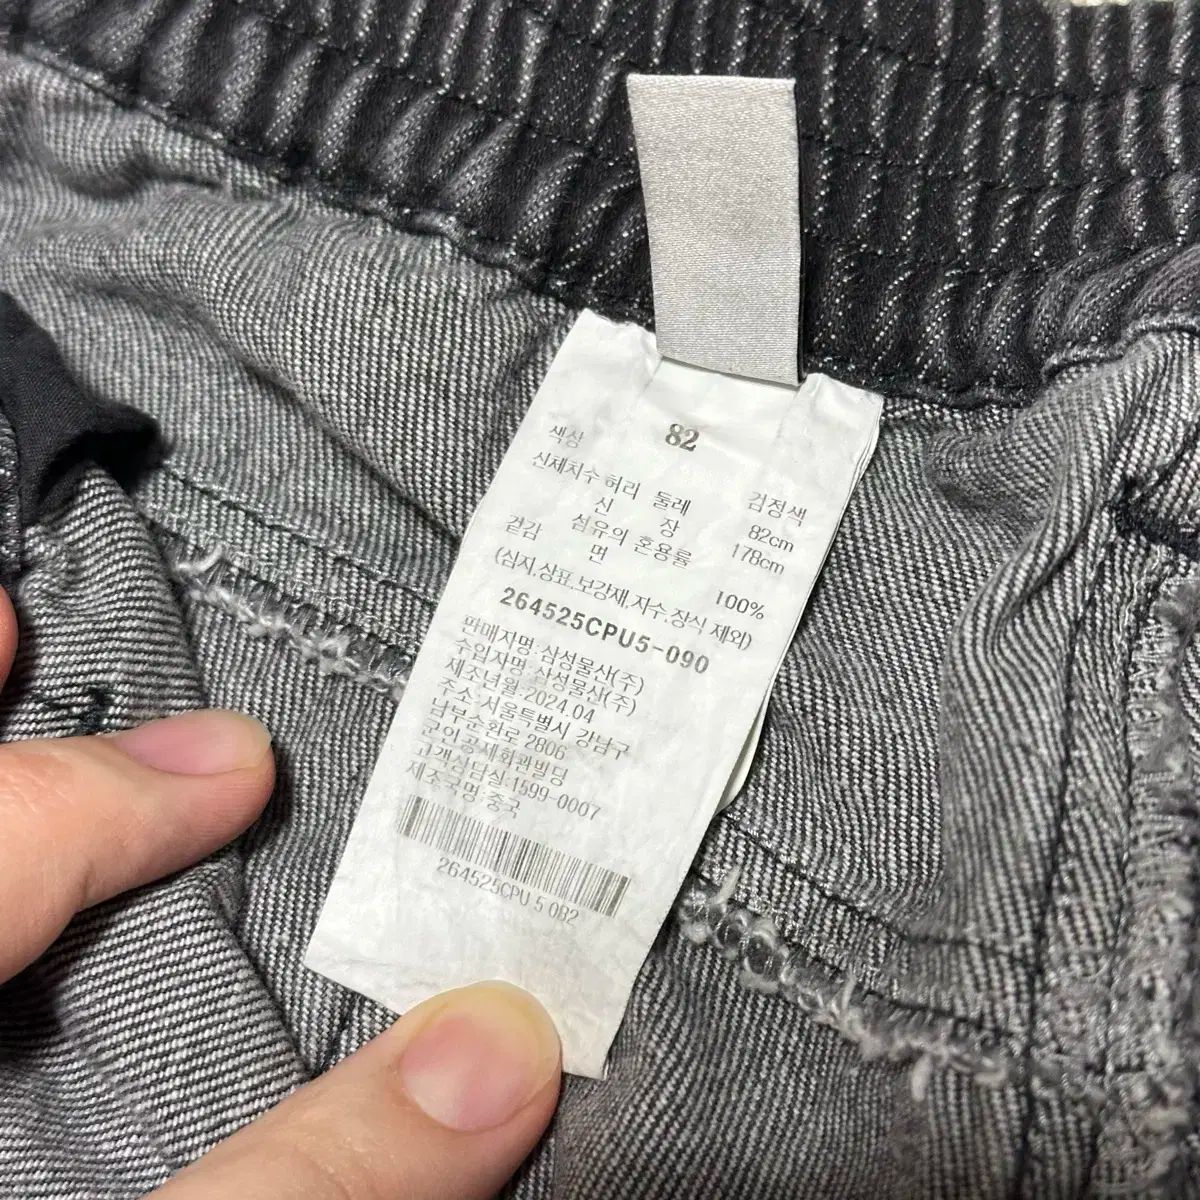 82
색상 검정색
신체치수 허리 둘레 82cm
신 장 178cm
섬유의 혼용률
겉감 면 100%
(심지,상표,보강재,자수,장식 제외)
264525CPU5-090
판매자명:삼성물산(주)
수입자명:삼성물산(주)
제조년월:2024.04
주소:서울특별시 강남구
남부순환로 2806
군인공제회관빌딩
고객상담실:1599-0007
제조국명:중국
264525CPU 5 082